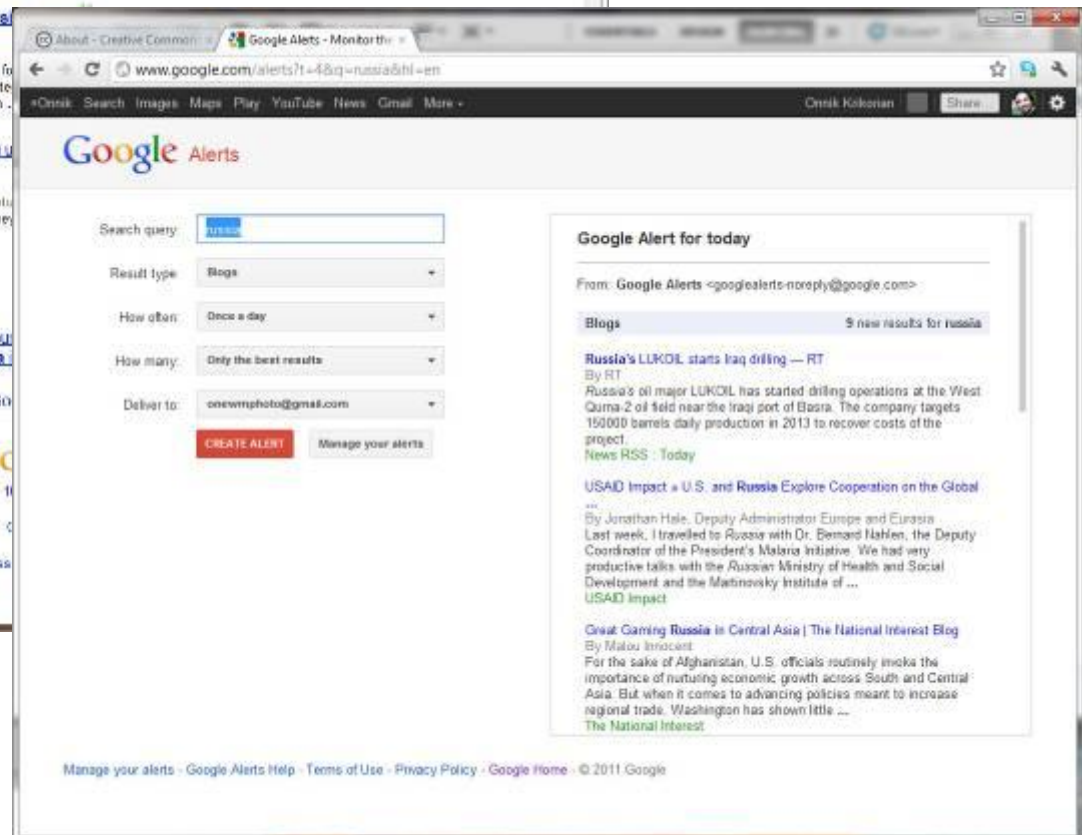 About - Creative Common
Google Alerts - Monitor the
www.google.com/alerts?t=4&q=russia&hl=en
+Onnik Search Images Maps Play YouTube News Gmail More
Onnik Krikorian Share...
Google Alerts
Search query: russia
Result type: Blogs
How often: Once a day
How many: Only the best results
Deliver to: onewmphoto@gmail.com
CREATE ALERT Manage your alerts
Google Alert for today
From: Google Alerts <googlealerts-noreply@google.com>
Blogs 9 new results for russia
Russia's LUKOIL starts Iraq drilling — RT
By RT
Russia's oil major LUKOIL has started drilling operations at the West
Qurna-2 oil field near the Iraqi port of Basra. The company targets
150000 barrels daily production in 2013 to recover costs of the
project.
News RSS : Today
USAID Impact » U.S. and Russia Explore Cooperation on the Global
...
By Jonathan Hale, Deputy Administrator Europe and Eurasia
Last week, I travelled to Russia with Dr. Bernard Nahlen, the Deputy
Coordinator of the President's Malaria Initiative. We had very
productive talks with the Russian Ministry of Health and Social
Development and the Martinovsky Institute of ...
USAID Impact
Great Gaming Russia in Central Asia | The National Interest Blog
By Malou Innocent
For the sake of Afghanistan, U.S. officials routinely invoke the
importance of nurturing economic growth across South and Central
Asia. But when it comes to advancing policies meant to increase
regional trade, Washington has shown little ...
The National Interest
Manage your alerts - Google Alerts Help - Terms of Use - Privacy Policy - Google Home - © 2011 Google